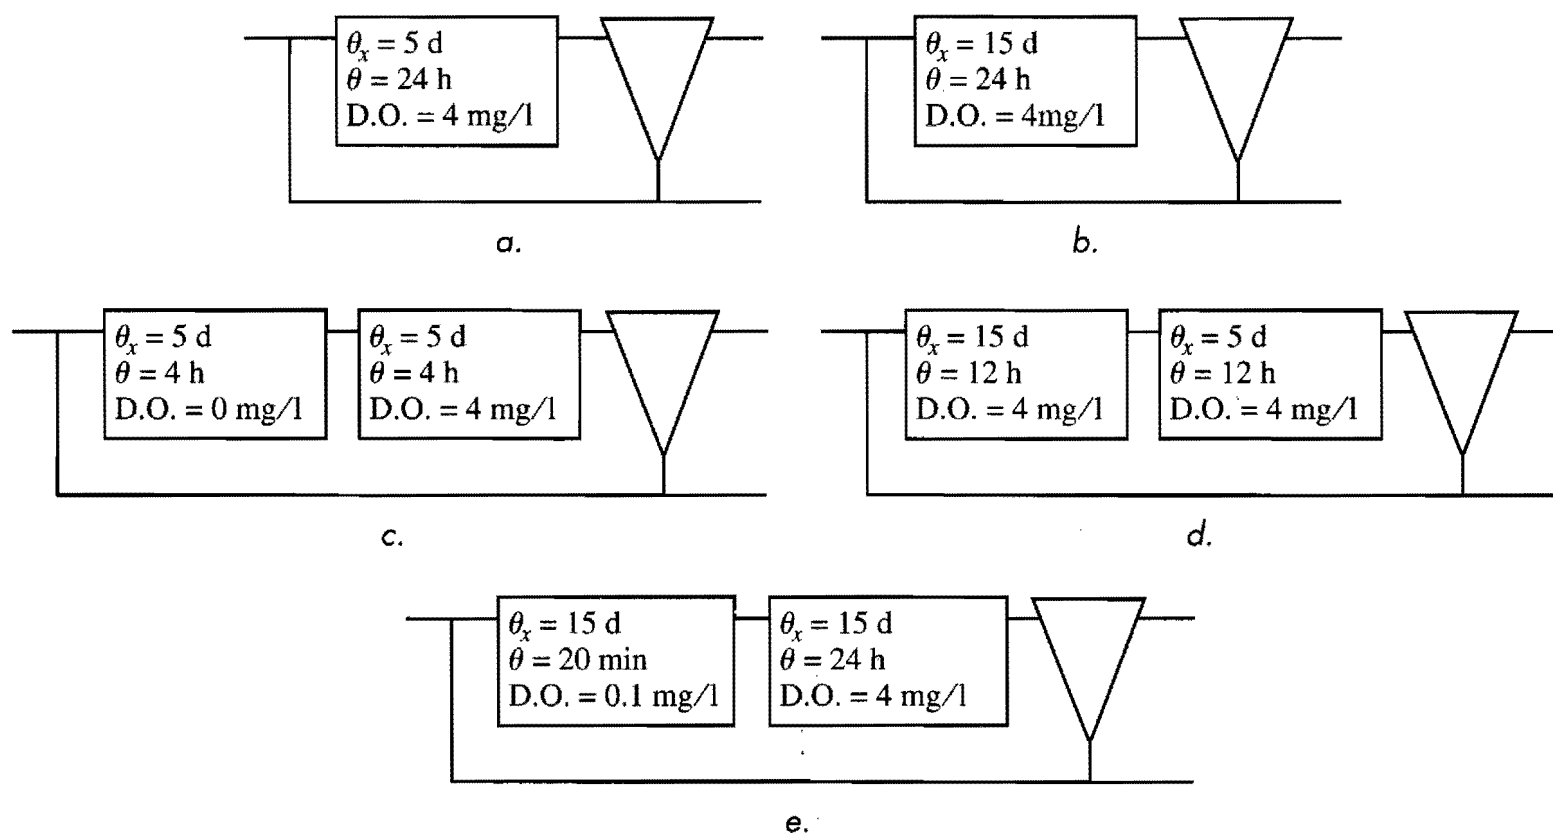 θx = 5 d
θ = 24 h
D.O. = 4 mg/l
a.
θx = 15 d
θ = 24 h
D.O. = 4mg/l
b.
θx = 5 d
θ = 4 h
D.O. = 0 mg/l
θx = 5 d
θ = 4 h
D.O. = 4 mg/l
c.
θx = 15 d
θ = 12 h
D.O. = 4 mg/l
θx = 5 d
θ = 12 h
D.O. = 4 mg/l
d.
θx = 15 d
θ = 20 min
D.O. = 0.1 mg/l
θx = 15 d
θ = 24 h
D.O. = 4 mg/l
e.